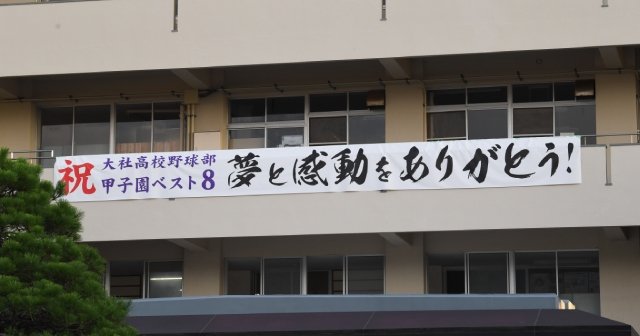 祝
大社高校野球部
甲子園ベスト8
夢と感動をありがとう!